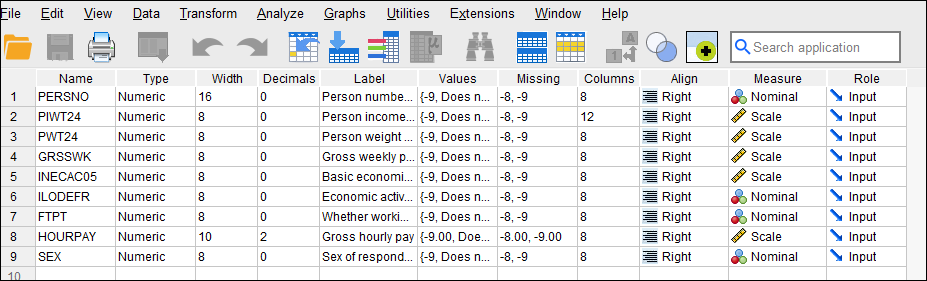 File Edit View Data Transform Analyze Graphs Utilities Extensions Window Help
Search application
Name Type Width Decimals Label Values Missing Columns Align Measure Role
1 PERSNO Numeric 16 0 Person numbe... {-9, Does n... -8, -9 8 Right Nominal Input
2 PIWT24 Numeric 8 0 Person income... {-9, Does n... -8, -9 12 Right Scale Input
3 PWT24 Numeric 8 0 Person weight ... {-9, Does n... -8, -9 8 Right Scale Input
4 GRSSWK Numeric 8 0 Gross weekly p... {-9, Does n... -8, -9 8 Right Scale Input
5 INECAC05 Numeric 8 0 Basic economi... {-9, Does n... -8, -9 8 Right Scale Input
6 ILODEFR Numeric 8 0 Economic activ... {-9, Does n... -8, -9 8 Right Nominal Input
7 FTPT Numeric 8 0 Whether worki... {-9, Does n... -8, -9 8 Right Nominal Input
8 HOURPAY Numeric 10 2 Gross hourly pay {-9.00, Doe... -8.00, -9.00 8 Right Scale Input
9 SEX Numeric 8 0 Sex of respond... {-9, Does n... -8, -9 8 Right Nominal Input
10